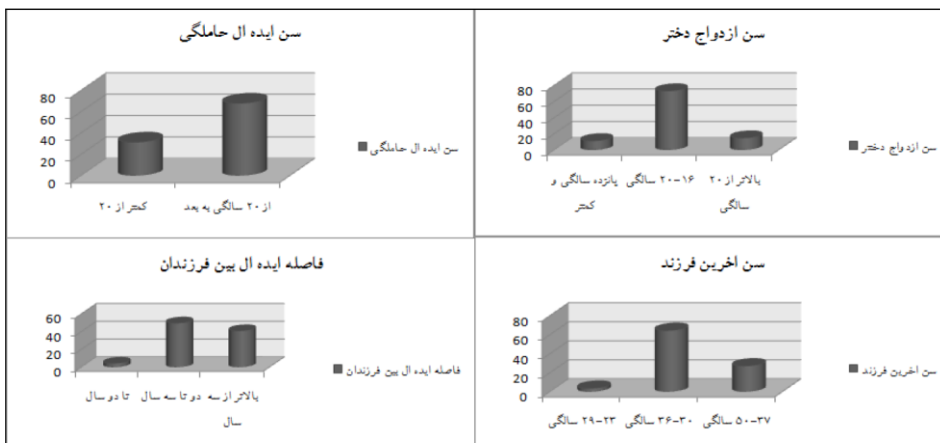 سن ازدواج دختر
80
60
40
20
0
پانزده سالگی و کمتر
۱۶-۲۰ سالگی
بالاتر از ۲۰ سالگی
سن ازدواج دختر
سن ایده ال حاملگی
80
60
40
20
0
کمتر از ۲۰
از ۲۰ سالگی به بعد
سن ایده ال حاملگی
سن اخرین فرزند
80
60
40
20
0
۲۳-۲۹ سالگی
۳۰-۳۶ سالگی
۳۷-۵۰ سالگی
سن اخرین فرزند
فاصله ایده ال بین فرزندان
60
40
20
0
تا دو سال
دو تا سه سال
بالاتر از سه سال
فاصله ایده ال بین فرزندان